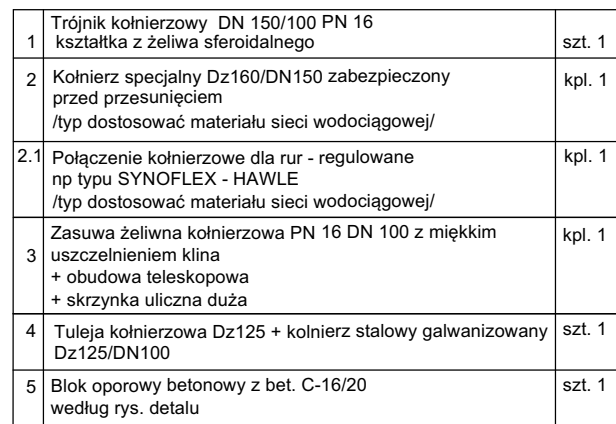 1 Trójnik kołnierzowy DN 150/100 PN 16
kształtka z żeliwa sferoidalnego szt. 1
2 Kołnierz specjalny Dz160/DN150 zabezpieczony kpl. 1
przed przesunięciem
/typ dostosować materiału sieci wodociągowej/
2.1 Połączenie kołnierzowe dla rur - regulowane kpl. 1
np typu SYNOFLEX - HAWLE
/typ dostosować materiału sieci wodociągowej/
3 Zasuwa żeliwna kołnierzowa PN 16 DN 100 z miękkim kpl. 1
uszczelnieniem klina
+ obudowa teleskopowa
+ skrzynka uliczna duża
4 Tuleja kołnierzowa Dz125 + kolnierz stalowy galwanizowany szt. 1
Dz125/DN100
5 Blok oporowy betonowy z bet. C-16/20 szt. 1
według rys. detalu